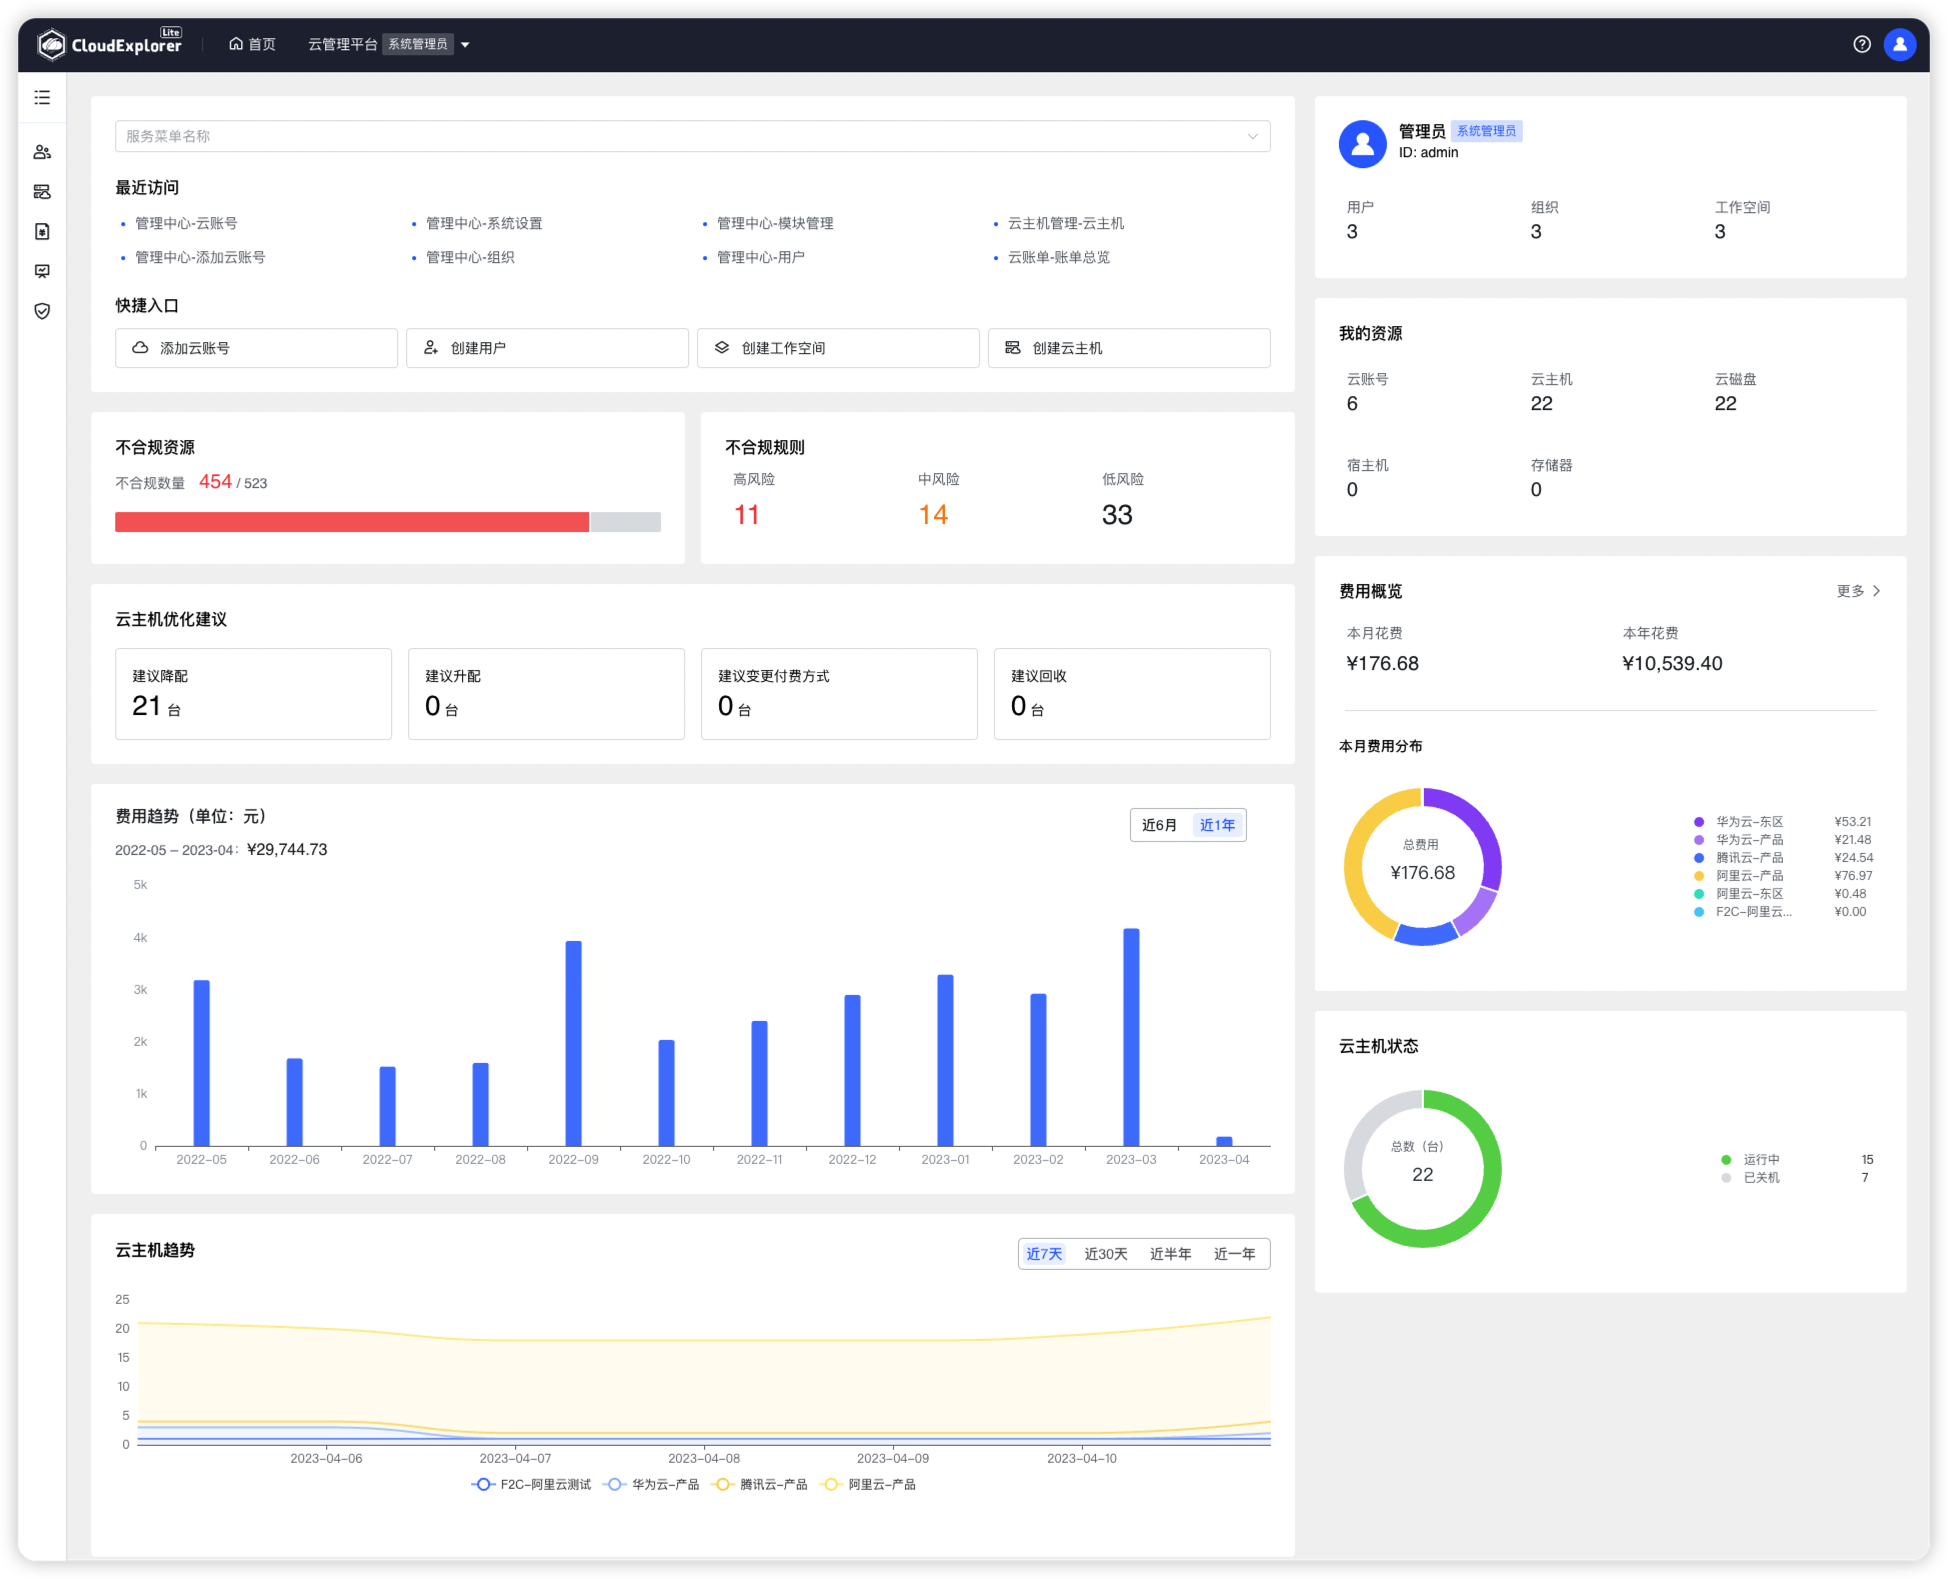 CloudExplorer Lite
首页
云管理平台 系统管理员
服务菜单名称
最近访问
管理中心-云账号
管理中心-系统设置
管理中心-模块管理
云主机管理-云主机
管理中心-添加云账号
管理中心-组织
管理中心-用户
云账单-账单总览
快捷入口
添加云账号
创建用户
创建工作空间
创建云主机
不合规资源
不合规数量 454 / 523
不合规规则
高风险 中风险 低风险
11 14 33
云主机优化建议
建议降配
21 台
建议升配
0 台
建议变更付费方式
0 台
建议回收
0 台
费用趋势（单位：元）
近6月 近1年
2022-05 – 2023-04： ¥29,744.73
5k
4k
3k
2k
1k
0
2022-05 2022-06 2022-07 2022-08 2022-09 2022-10 2022-11 2022-12 2023-01 2023-02 2023-03 2023-04
云主机趋势
近7天 近30天 近半年 近一年
25
20
15
10
5
0
2023-04-06 2023-04-07 2023-04-08 2023-04-09 2023-04-10
F2C-阿里云测试 华为云-产品 腾讯云-产品 阿里云-产品
管理员 系统管理员
ID: admin
用户 组织 工作空间
3 3 3
我的资源
云账号 云主机 云磁盘
6 22 22
宿主机 存储器
0 0
费用概览
更多
本月花费 本年花费
¥176.68 ¥10,539.40
本月费用分布
总费用
¥176.68
华为云-东区 ¥53.21
华为云-产品 ¥21.48
腾讯云-产品 ¥24.54
阿里云-产品 ¥76.97
阿里云-东区 ¥0.48
F2C-阿里云... ¥0.00
云主机状态
总数（台）
22
运行中 15
已关机 7